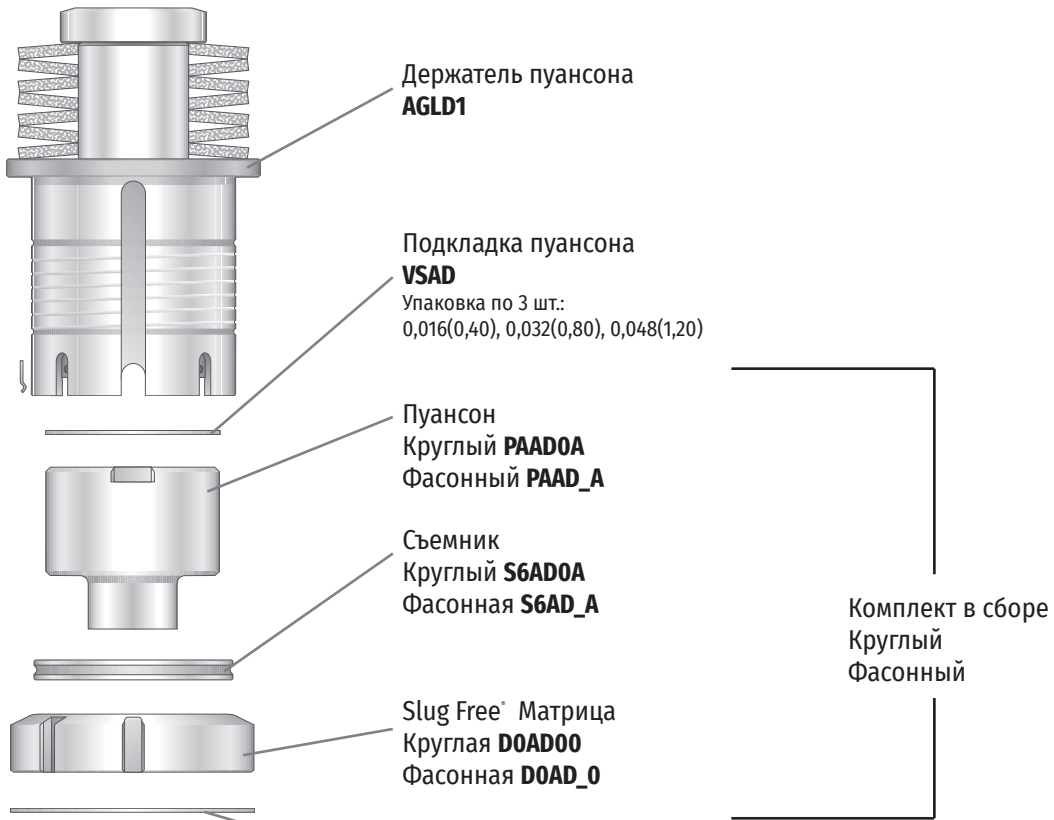 Держатель пуансона
AGLD1
Подкладка пуансона
VSAD
Упаковка по 3 шт.:
0,016(0,40), 0,032(0,80), 0,048(1,20)
Пуансон
Круглый PAAD0A
Фасонный PAAD_A
Съемник
Круглый S6AD0A
Фасонная S6AD_A
Slug Free® Матрица
Круглая D0AD00
Фасонная D0AD_0
Комплект в сборе
Круглый
Фасонный